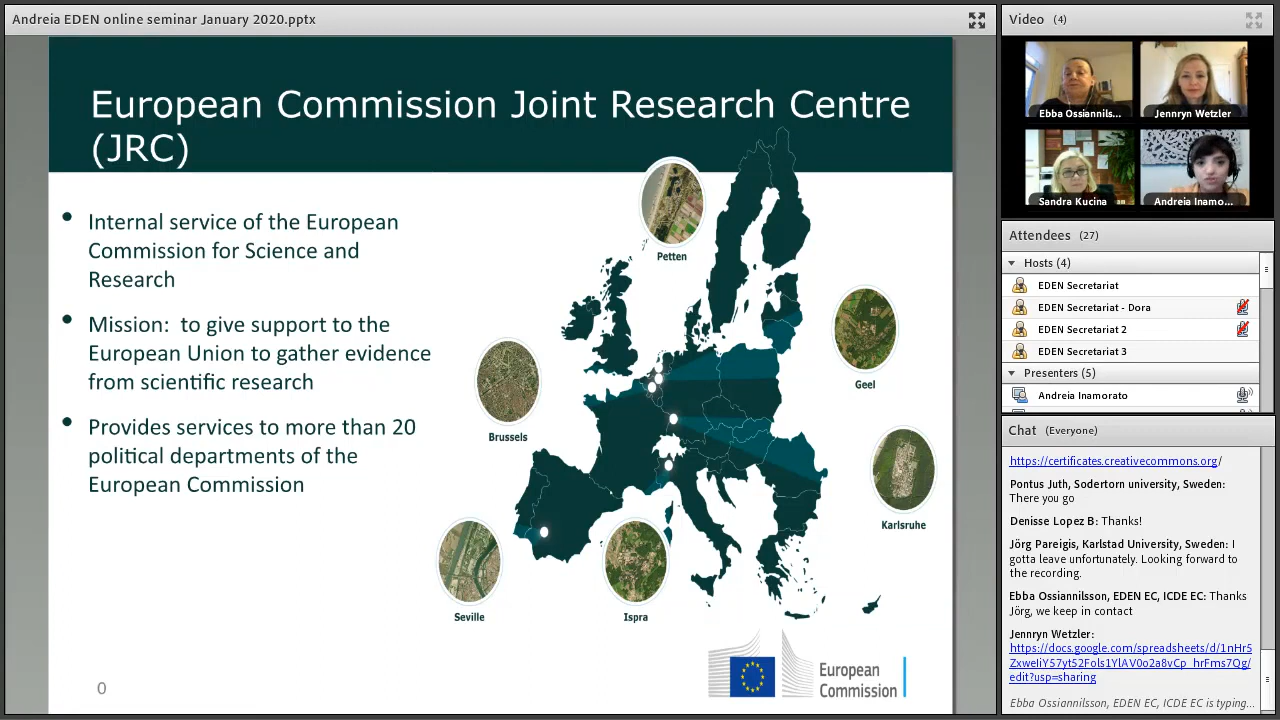 Andreia EDEN online seminar January 2020.pptx
European Commission Joint Research Centre
(JRC)
• Internal service of the European
Commission for Science and
Research
• Mission: to give support to the
European Union to gather evidence
from scientific research
• Provides services to more than 20
political departments of the
European Commission
Petten
Geel
Brussels
Karlsruhe
Seville
Ispra
European
Commission
0
Video (4)
Ebba Ossiannils...
Jennryn Wetzler
Sandra Kucina
Andreia Inamo...
Attendees (27)
Hosts (4)
EDEN Secretariat
EDEN Secretariat - Dora
EDEN Secretariat 2
EDEN Secretariat 3
Presenters (5)
Andreia Inamorato
Chat (Everyone)
https://certificates.creativecommons.org/
Pontus Juth, Sodertorn university, Sweden:
There you go
Denisse Lopez B: Thanks!
Jörg Pareigis, Karlstad University, Sweden: I
gotta leave unfortunately. Looking forward to
the recording.
Ebba Ossiannilsson, EDEN EC, ICDE EC: Thanks
Jörg, we keep in contact
Jennryn Wetzler:
https://docs.google.com/spreadsheets/d/1nHr5
edit?usp=sharing
Ebba Ossiannilsson, EDEN EC, ICDE EC is typing...